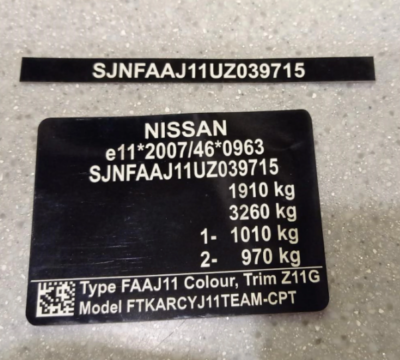 SJNFAAJ11UZ039715
NISSAN
e11*2007/46*0963
SJNFAAJ11UZ039715
1910 kg
3260 kg
1- 1010 kg
2- 970 kg
Type FAAJ11 Colour, Trim Z11G
Model FTKARCYJ11TEAM-CPT